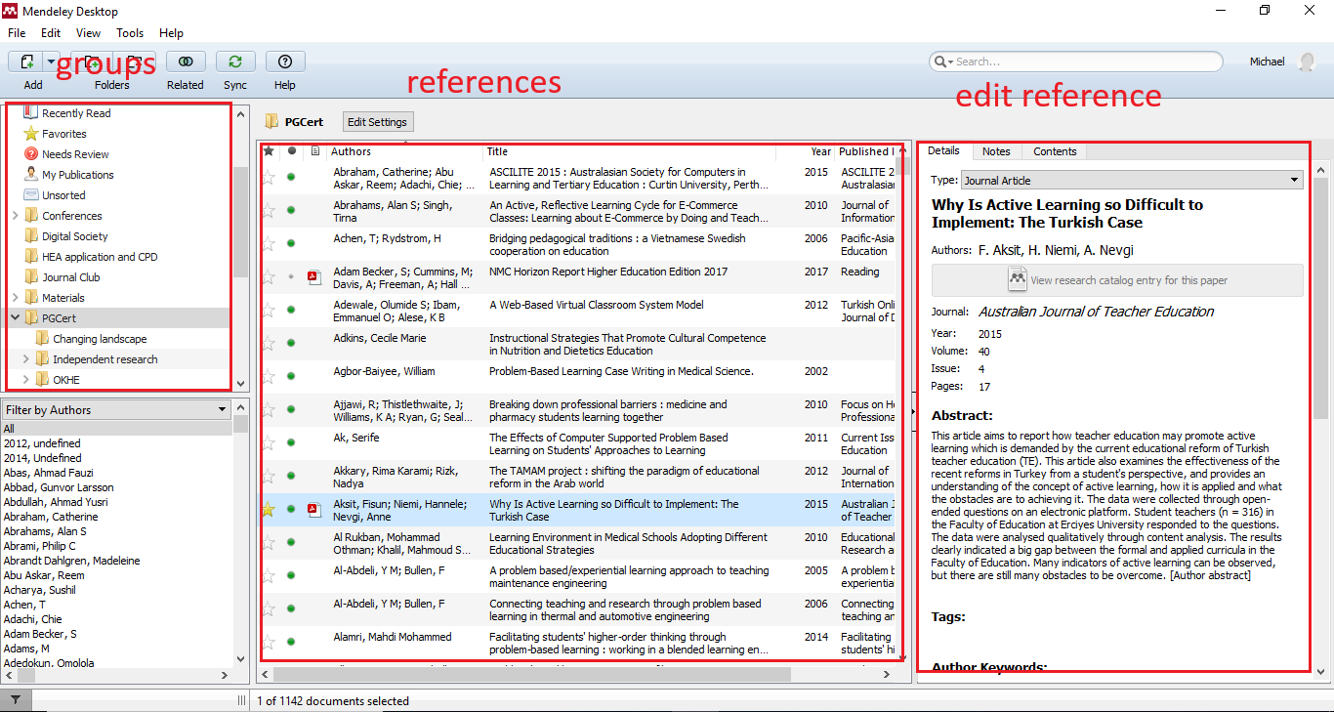 Mendeley Desktop
File Edit View Tools Help
groups
references
edit reference
Add Folders Related Sync Help
Search...
Michael
Recently Read
Favorites
Needs Review
My Publications
Unsorted
Conferences
Digital Society
HEA application and CPD
Journal Club
Materials
PGCert
Changing landscape
Independent research
OKHE
Filter by Authors
All
2012, undefined
2014, Undefined
Abas, Ahmad Fauzi
Abbad, Gunvor Larsson
Abdullah, Ahmad Yusri
Abraham, Catherine
Abrahams, Alan S
Abrami, Philip C
Abrandt Dahlgren, Madeleine
Abu Askar, Reem
Acharya, Sushil
Achen, T
Adachi, Chie
Adam Becker, S
Adams, M
Adedokun, Omolola
PGCert
Edit Settings
Authors Title Year Published
Abraham, Catherine; Abu ASCILITE 2015 : Australasian Society for Computers in 2015 ASCILITE 2
Askar, Reem; Adachi, Chie; ... Learning and Tertiary Education : Curtin University, Perth... Australasian
Abrahams, Alan S; Singh, An Active, Reflective Learning Cycle for E-Commerce 2010 Journal of
Tirna Classes: Learning about E-Commerce by Doing and Teach... Information
Achen, T; Rydstrom, H Bridging pedagogical traditions : a Vietnamese Swedish 2006 Pacific-Asia
cooperation on education Education
Adam Becker, S; Cummins, M; NMC Horizon Report Higher Education Edition 2017 2017 Reading
Davis, A; Freeman, A; Hall ...
Adewale, Olumide S; Ibam, A Web-Based Virtual Classroom System Model 2012 Turkish Onl
Emmanuel O; Alese, K B Journal of D
Adkins, Cecile Marie Instructional Strategies That Promote Cultural Competence
in Nutrition and Dietetics Education
Agbor-Baiyee, William Problem-Based Learning Case Writing in Medical Science. 2002
Ajjawi, R; Thistlethwaite, J; Breaking down professional barriers : medicine and 2010 Focus on He
Williams, K A; Ryan, G; Seal... pharmacy students learning together Professional
Ak, Serife The Effects of Computer Supported Problem Based 2011 Current Iss
Learning on Students' Approaches to Learning Education
Akkary, Rima Karami; Rizk, The TAMAM project : shifting the paradigm of educational 2012 Journal of
Nadya reform in the Arab world International
Aksit, Fisun; Niemi, Hannele; Why Is Active Learning so Difficult to Implement: The 2015 Australian J
Nevgi, Anne Turkish Case of Teacher
Al Rukban, Mohammad Learning Environment in Medical Schools Adopting Different 2010 Educational
Othman; Khalil, Mahmoud S... Educational Strategies Research a
Al-Abdeli, Y M; Bullen, F A problem based/experiential learning approach to teaching 2005 A problem b
maintenance engineering experiential
Al-Abdeli, Y M; Bullen, F Connecting teaching and research through problem based 2006 Connecting
learning in thermal and automotive engineering teaching an
Alamri, Mahdi Mohammed Facilitating students' higher-order thinking through 2014 Facilitating
problem-based learning : working in a blended learning en... students' hi
Details Notes Contents
Type: Journal Article
Why Is Active Learning so Difficult to
Implement: The Turkish Case
Authors: F. Aksit, H. Niemi, A. Nevgi
View research catalog entry for this paper
Journal: Australian Journal of Teacher Education
Year: 2015
Volume: 40
Issue: 4
Pages: 17
Abstract:
This article aims to report how teacher education may promote active
learning which is demanded by the current educational reform of Turkish
teacher education (TE). This article also examines the effectiveness of the
recent reforms in Turkey from a student's perspective, and provides an
understanding of the concept of active learning, how it is applied and what
the obstacles are to achieving it. The data were collected through open-
ended questions on an electronic platform. Student teachers (n = 316) in
the Faculty of Education at Erciyes University responded to the questions.
The data were analysed qualitatively through content analysis. The results
clearly indicated a big gap between the formal and applied curricula in the
Faculty of Education. Many indicators of active learning can be observed,
but there are still many obstacles to be overcome. [Author abstract]
Tags:
Author Keywords:
1 of 1142 documents selected